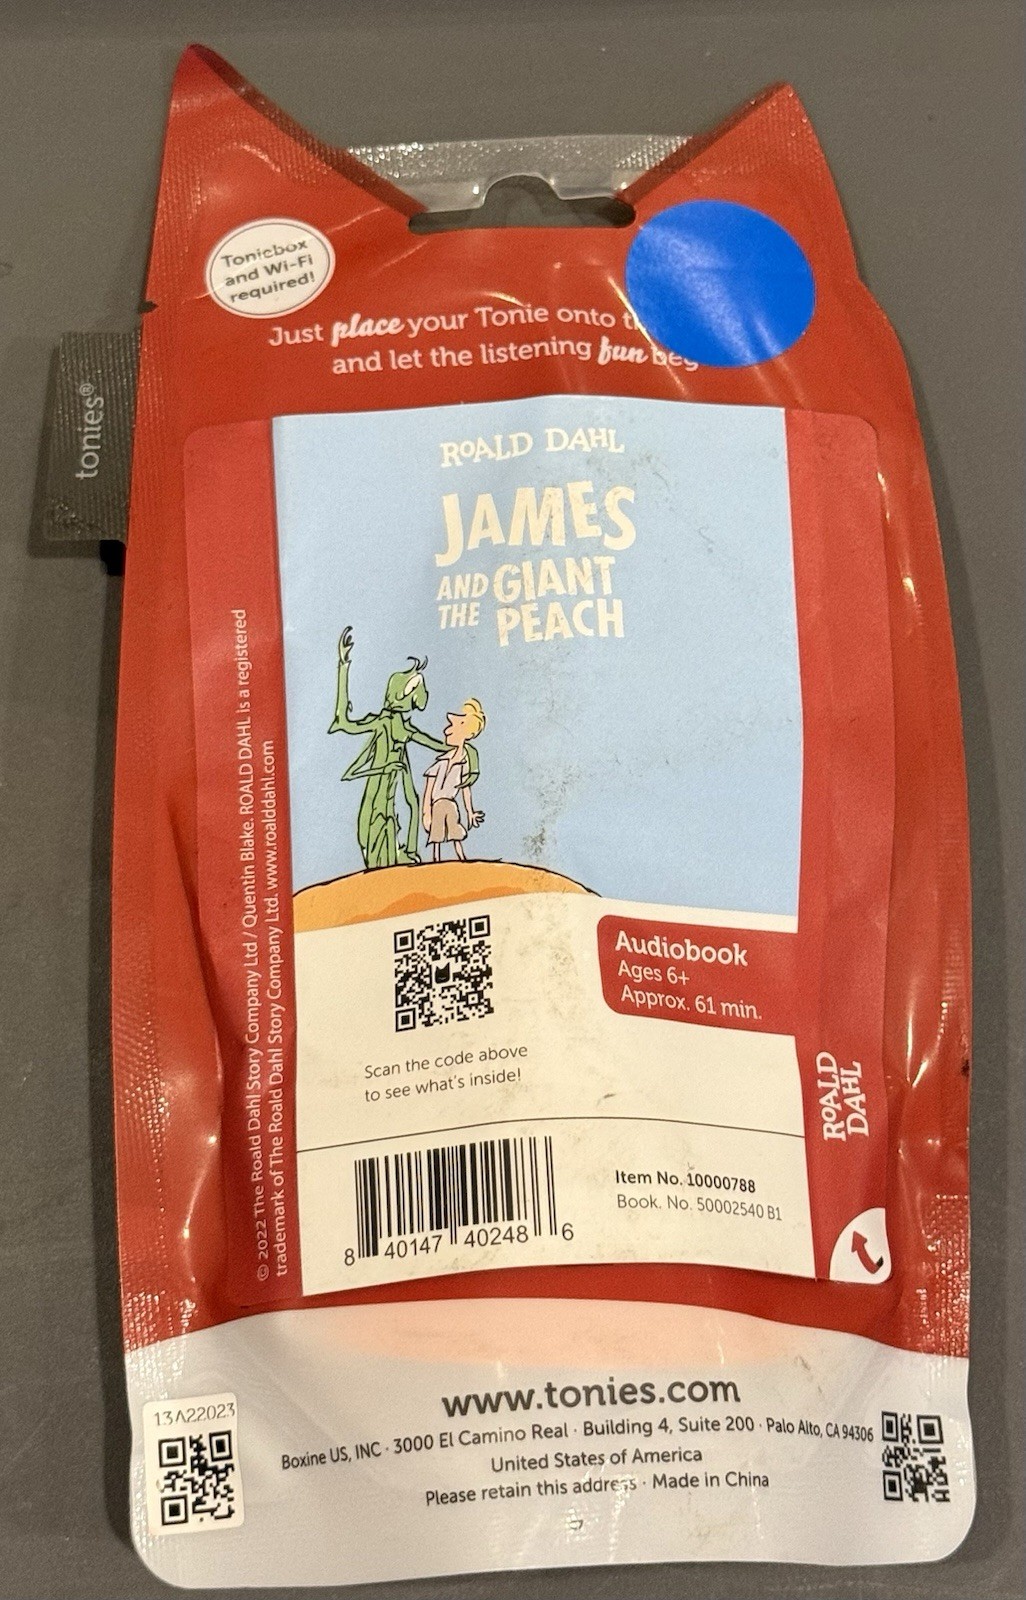 Toniebox
and Wi-Fi
required!
Just place your Tonie onto
and let the listening fun
tonies®
ROALD DAHL
JAMES
AND THE
GIANT
PEACH
© 2022 The Roald Dahl Story Company Ltd / Quentin Blake. ROALD DAHL is a registered
trademark of The Roald Dahl Story Company Ltd. www.roalddahl.com
Audiobook
Ages 6+
Approx. 61 min.
Scan the code above
to see what's inside!
ROALD
DAHL
8 40147 40248 6
Item No. 10000788
Book. No. 50002540 B1
www.tonies.com
13A22023
Boxine US, INC · 3000 El Camino Real · Building 4, Suite 200 · Palo Alto, CA 94306
United States of America
Please retain this address · Made in China